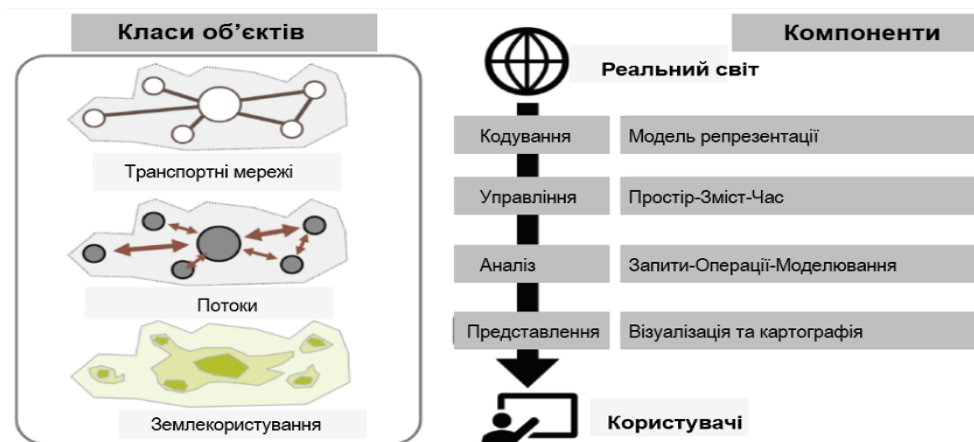 Класи об’єктів
Транспортні мережі
Потоки
Землекористування
Компоненти
Реальний світ
Кодування
Модель репрезентації
Управління
Простір-Зміст-Час
Аналіз
Запити-Операції-Моделювання
Представлення
Візуалізація та картографія
Користувачі